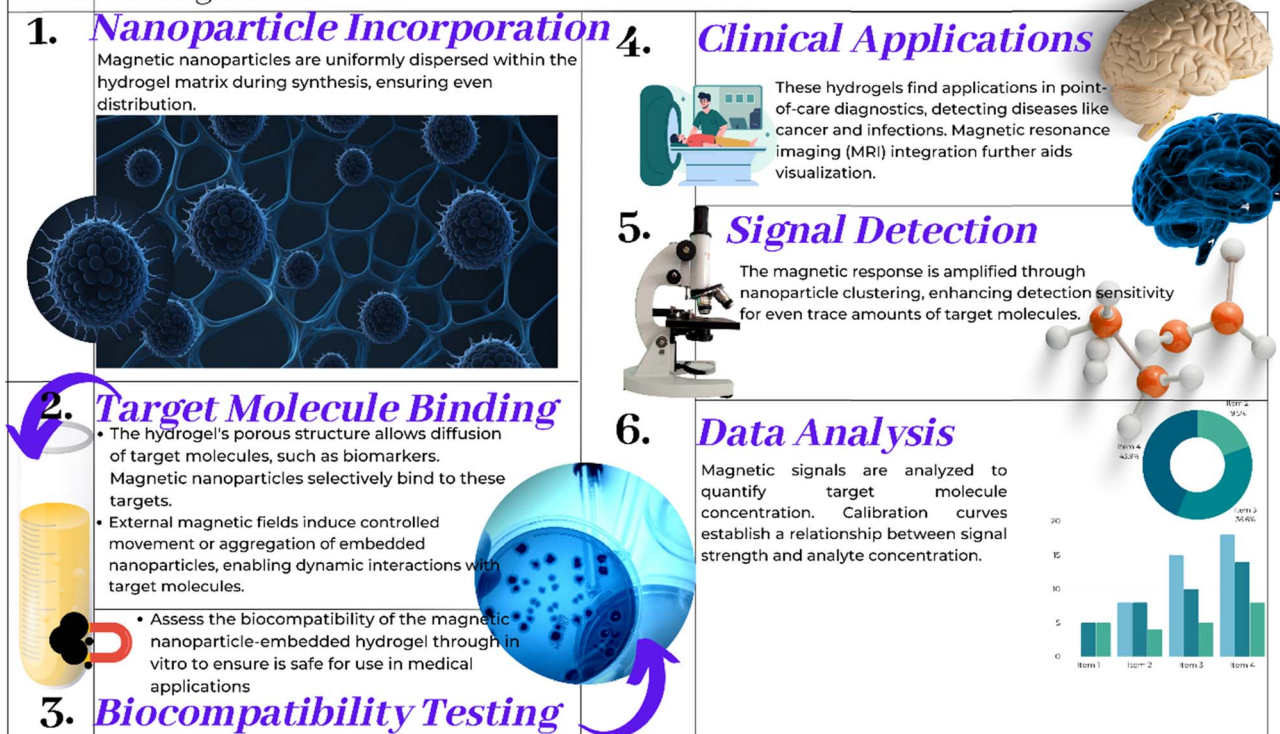 1.
Nanoparticle Incorporation
Magnetic nanoparticles are uniformly dispersed within the
hydrogel matrix during synthesis, ensuring even
distribution.
2.
Target Molecule Binding
• The hydrogel's porous structure allows diffusion
of target molecules, such as biomarkers.
Magnetic nanoparticles selectively bind to these
targets.
• External magnetic fields induce controlled
movement or aggregation of embedded
nanoparticles, enabling dynamic interactions with
target molecules.
• Assess the biocompatibility of the magnetic
nanoparticle-embedded hydrogel through in
vitro to ensure is safe for use in medical
applications
3.
Biocompatibility Testing
4.
Clinical Applications
These hydrogels find applications in point-
of-care diagnostics, detecting diseases like
cancer and infections. Magnetic resonance
imaging (MRI) integration further aids
visualization.
5.
Signal Detection
The magnetic response is amplified through
nanoparticle clustering, enhancing detection sensitivity
for even trace amounts of target molecules.
6.
Data Analysis
Magnetic signals are analyzed to
quantify target molecule
concentration. Calibration curves
establish a relationship between signal
strength and analyte concentration.
Item 2
Item 4
Item 3
36.6%
20
15
10
5
0
Item 1
Item 2
Item 3
Item 4